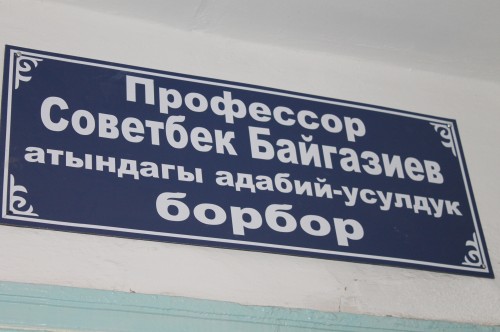 Профессор
Советбек Байгазиев
атындагы адабий-усулдук
борбор